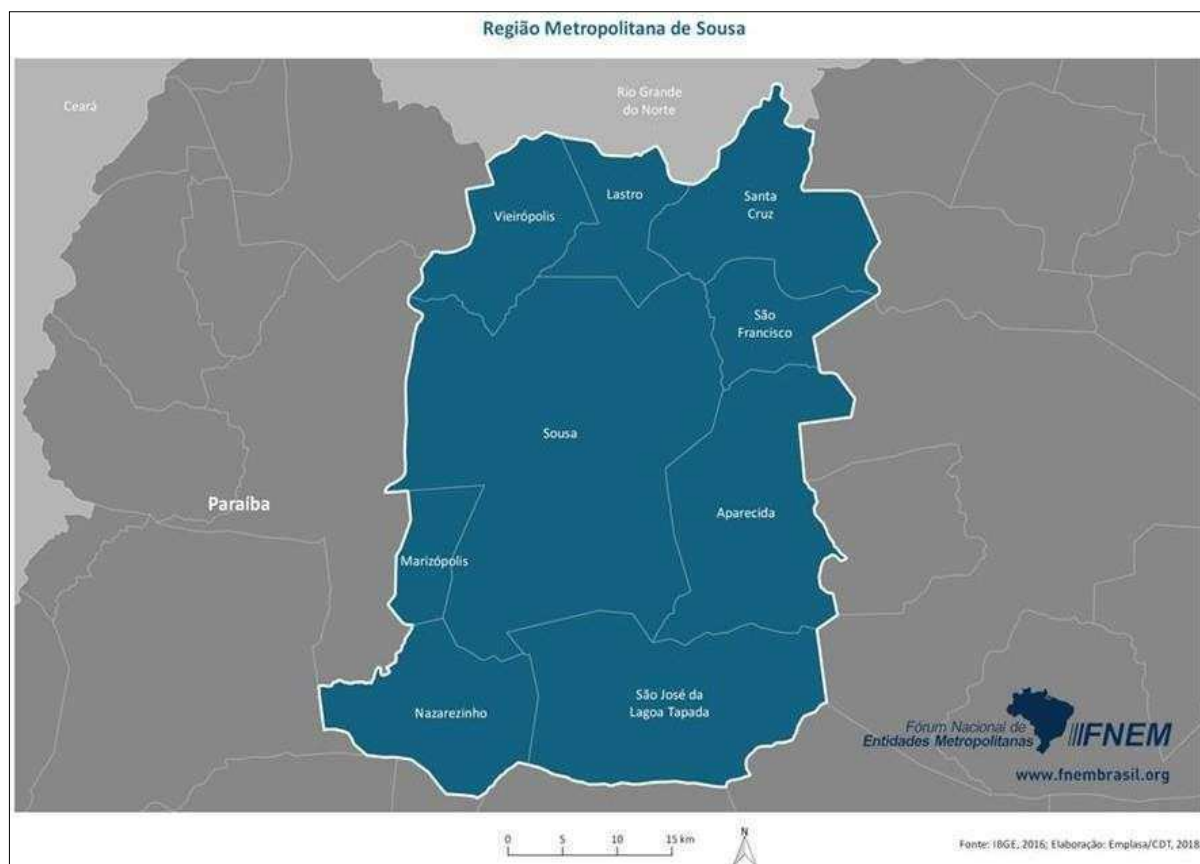 Região Metropolitana de Sousa
Ceará
Rio Grande
do Norte
Lastro
Santa
Cruz
Vieirópolis
São
Francisco
Sousa
Paraíba
Aparecida
Marizópolis
São José da
Lagoa Tapada
Nazarezinho
Fórum Nacional de
Entidades Metropolitanas
FNEM
www.fnembrasil.org
0 5 10 15 km
N
Fonte: IBGE, 2016; Elaboração: Emplasa/CDT, 2018